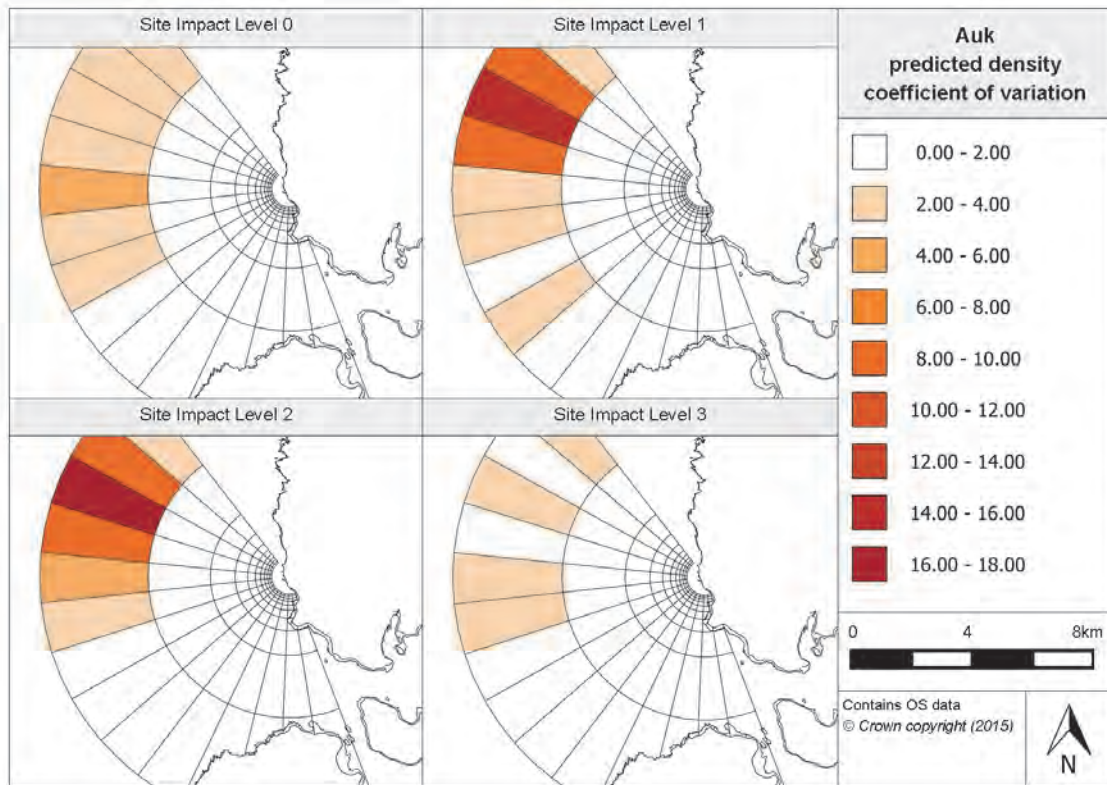 Site Impact Level 0
Site Impact Level 1
Site Impact Level 2
Site Impact Level 3
Auk
predicted density
coefficient of variation
0.00 - 2.00
2.00 - 4.00
4.00 - 6.00
6.00 - 8.00
8.00 - 10.00
10.00 - 12.00
12.00 - 14.00
14.00 - 16.00
16.00 - 18.00
0 4 8km
Contains OS data
© Crown copyright (2015)
N